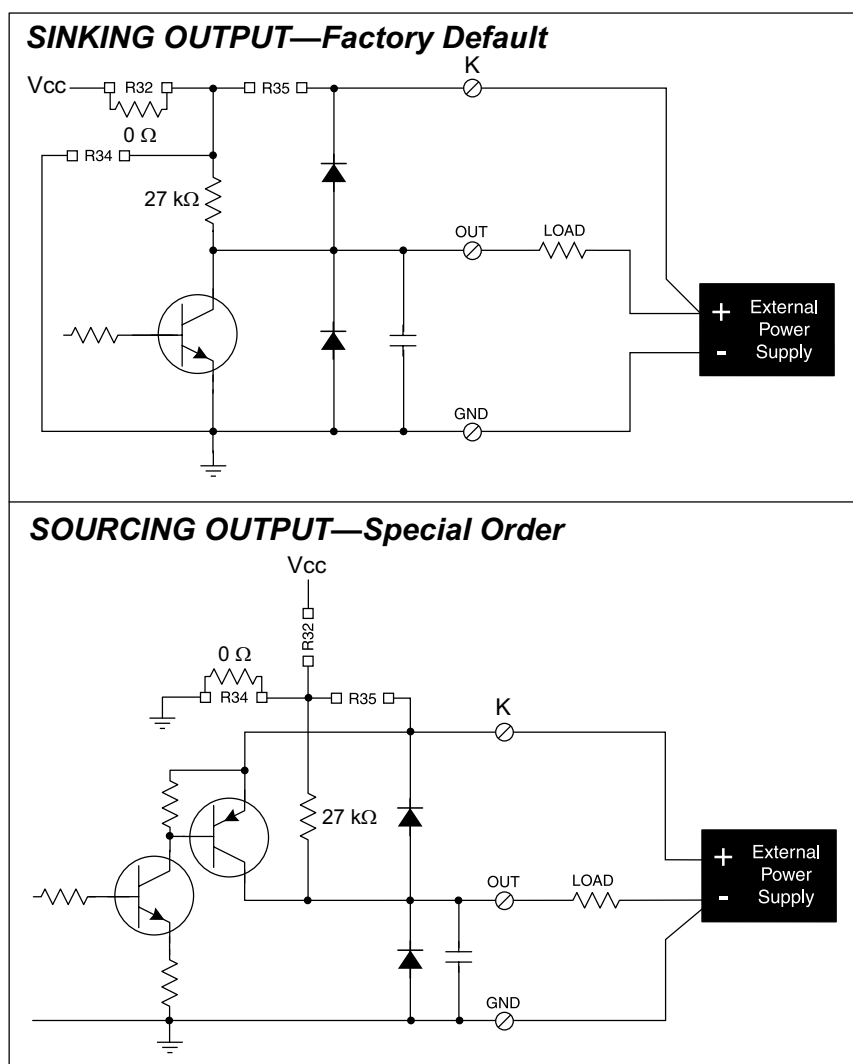 SINKING OUTPUT—Factory Default
K
Vcc R32 R35
0 Ω
R34
27 kΩ
OUT LOAD
+ External
Power
- Supply
GND
SOURCING OUTPUT—Special Order
Vcc
R32
0 Ω
R34 R35
K
27 kΩ
+ External
Power
- Supply
OUT LOAD
GND